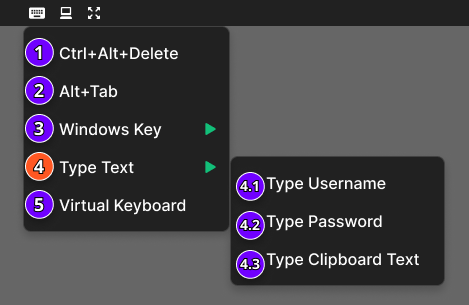 1 Ctrl+Alt+Delete
2 Alt+Tab
3 Windows Key
4 Type Text
5 Virtual Keyboard
4.1 Type Username
4.2 Type Password
4.3 Type Clipboard Text